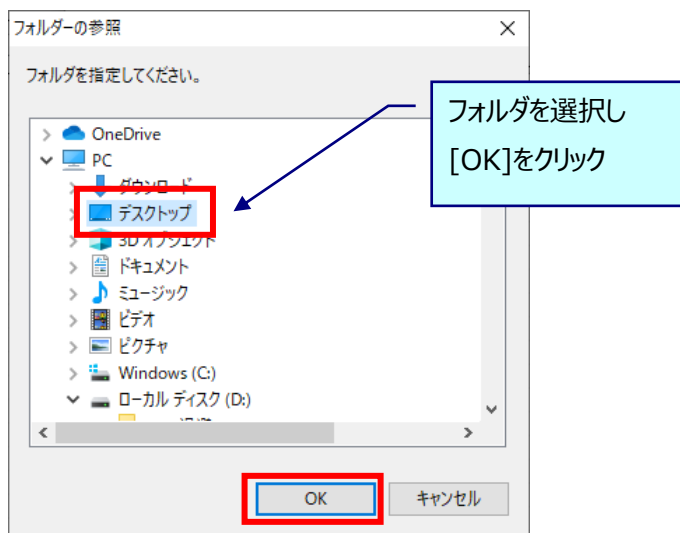 フォルダーの参照
フォルダを指定してください。
フォルダを選択し
[OK]をクリック
OneDrive
PC
ダウンロード
デスクトップ
3D オブジェクト
ドキュメント
ミュージック
ビデオ
ピクチャ
Windows (C:)
ローカル ディスク (D:)
OK
キャンセル